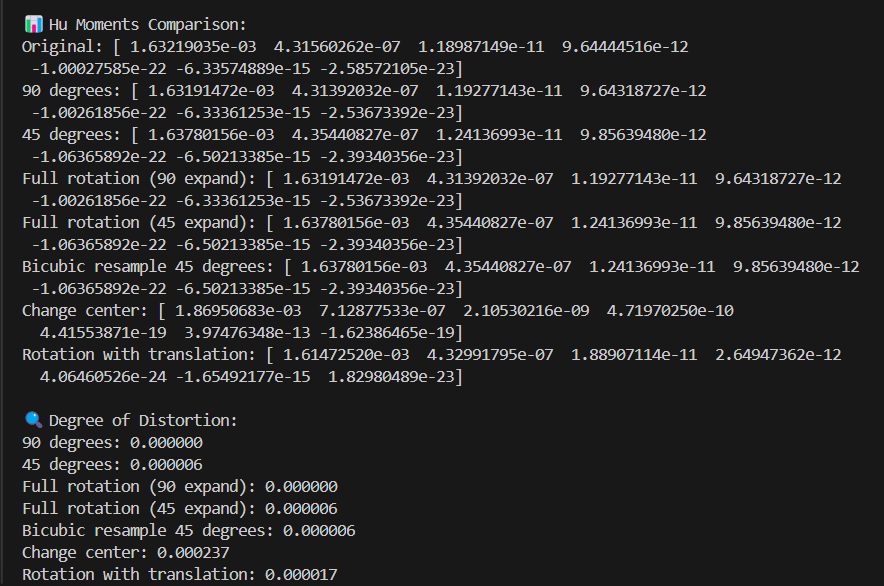 📊 Hu Moments Comparison:
Original: [ 1.63219035e-03  4.31560262e-07  1.18987149e-11  9.64444516e-12
 -1.00027585e-22 -6.33574889e-15 -2.58572105e-23]
90 degrees: [ 1.63191472e-03  4.31392032e-07  1.19277143e-11  9.64318727e-12
 -1.00261856e-22 -6.33361253e-15 -2.53673392e-23]
45 degrees: [ 1.63780156e-03  4.35440827e-07  1.24136993e-11  9.85639480e-12
 -1.06365892e-22 -6.50213385e-15 -2.39340356e-23]
Full rotation (90 expand): [ 1.63191472e-03  4.31392032e-07  1.19277143e-11  9.64318727e-12
 -1.00261856e-22 -6.33361253e-15 -2.53673392e-23]
Full rotation (45 expand): [ 1.63780156e-03  4.35440827e-07  1.24136993e-11  9.85639480e-12
 -1.06365892e-22 -6.50213385e-15 -2.39340356e-23]
Bicubic resample 45 degrees: [ 1.63780156e-03  4.35440827e-07  1.24136993e-11  9.85639480e-12
 -1.06365892e-22 -6.50213385e-15 -2.39340356e-23]
Change center: [ 1.86950683e-03  7.12877533e-07  2.10530216e-09  4.71970250e-10
  4.41553871e-19  3.97476348e-13 -1.62386465e-19]
Rotation with translation: [ 1.61472520e-03  4.32991795e-07  1.88907114e-11  2.64947362e-12
  4.06460526e-24 -1.65492177e-15  1.82980489e-23]
🔍 Degree of Distortion:
90 degrees: 0.000000
45 degrees: 0.000006
Full rotation (90 expand): 0.000000
Full rotation (45 expand): 0.000006
Bicubic resample 45 degrees: 0.000006
Change center: 0.000237
Rotation with translation: 0.000017